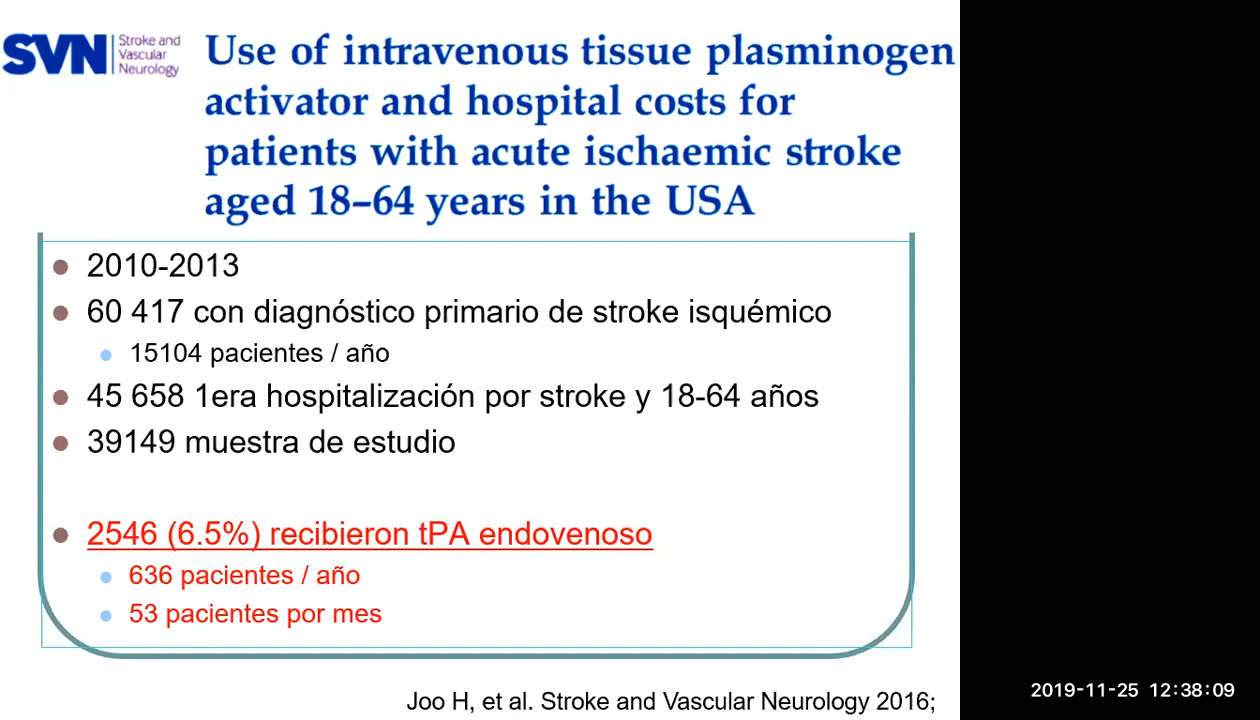 SVN
Stroke and
Vascular
Neurology
Use of intravenous tissue plasminogen
activator and hospital costs for
patients with acute ischaemic stroke
aged 18–64 years in the USA
2010-2013
60 417 con diagnóstico primario de stroke isquémico
15104 pacientes / año
45 658 1era hospitalización por stroke y 18-64 años
39149 muestra de estudio
2546 (6.5%) recibieron tPA endovenoso
636 pacientes / año
53 pacientes por mes
Joo H, et al. Stroke and Vascular Neurology 2016;
2019-11-25 12:38:09